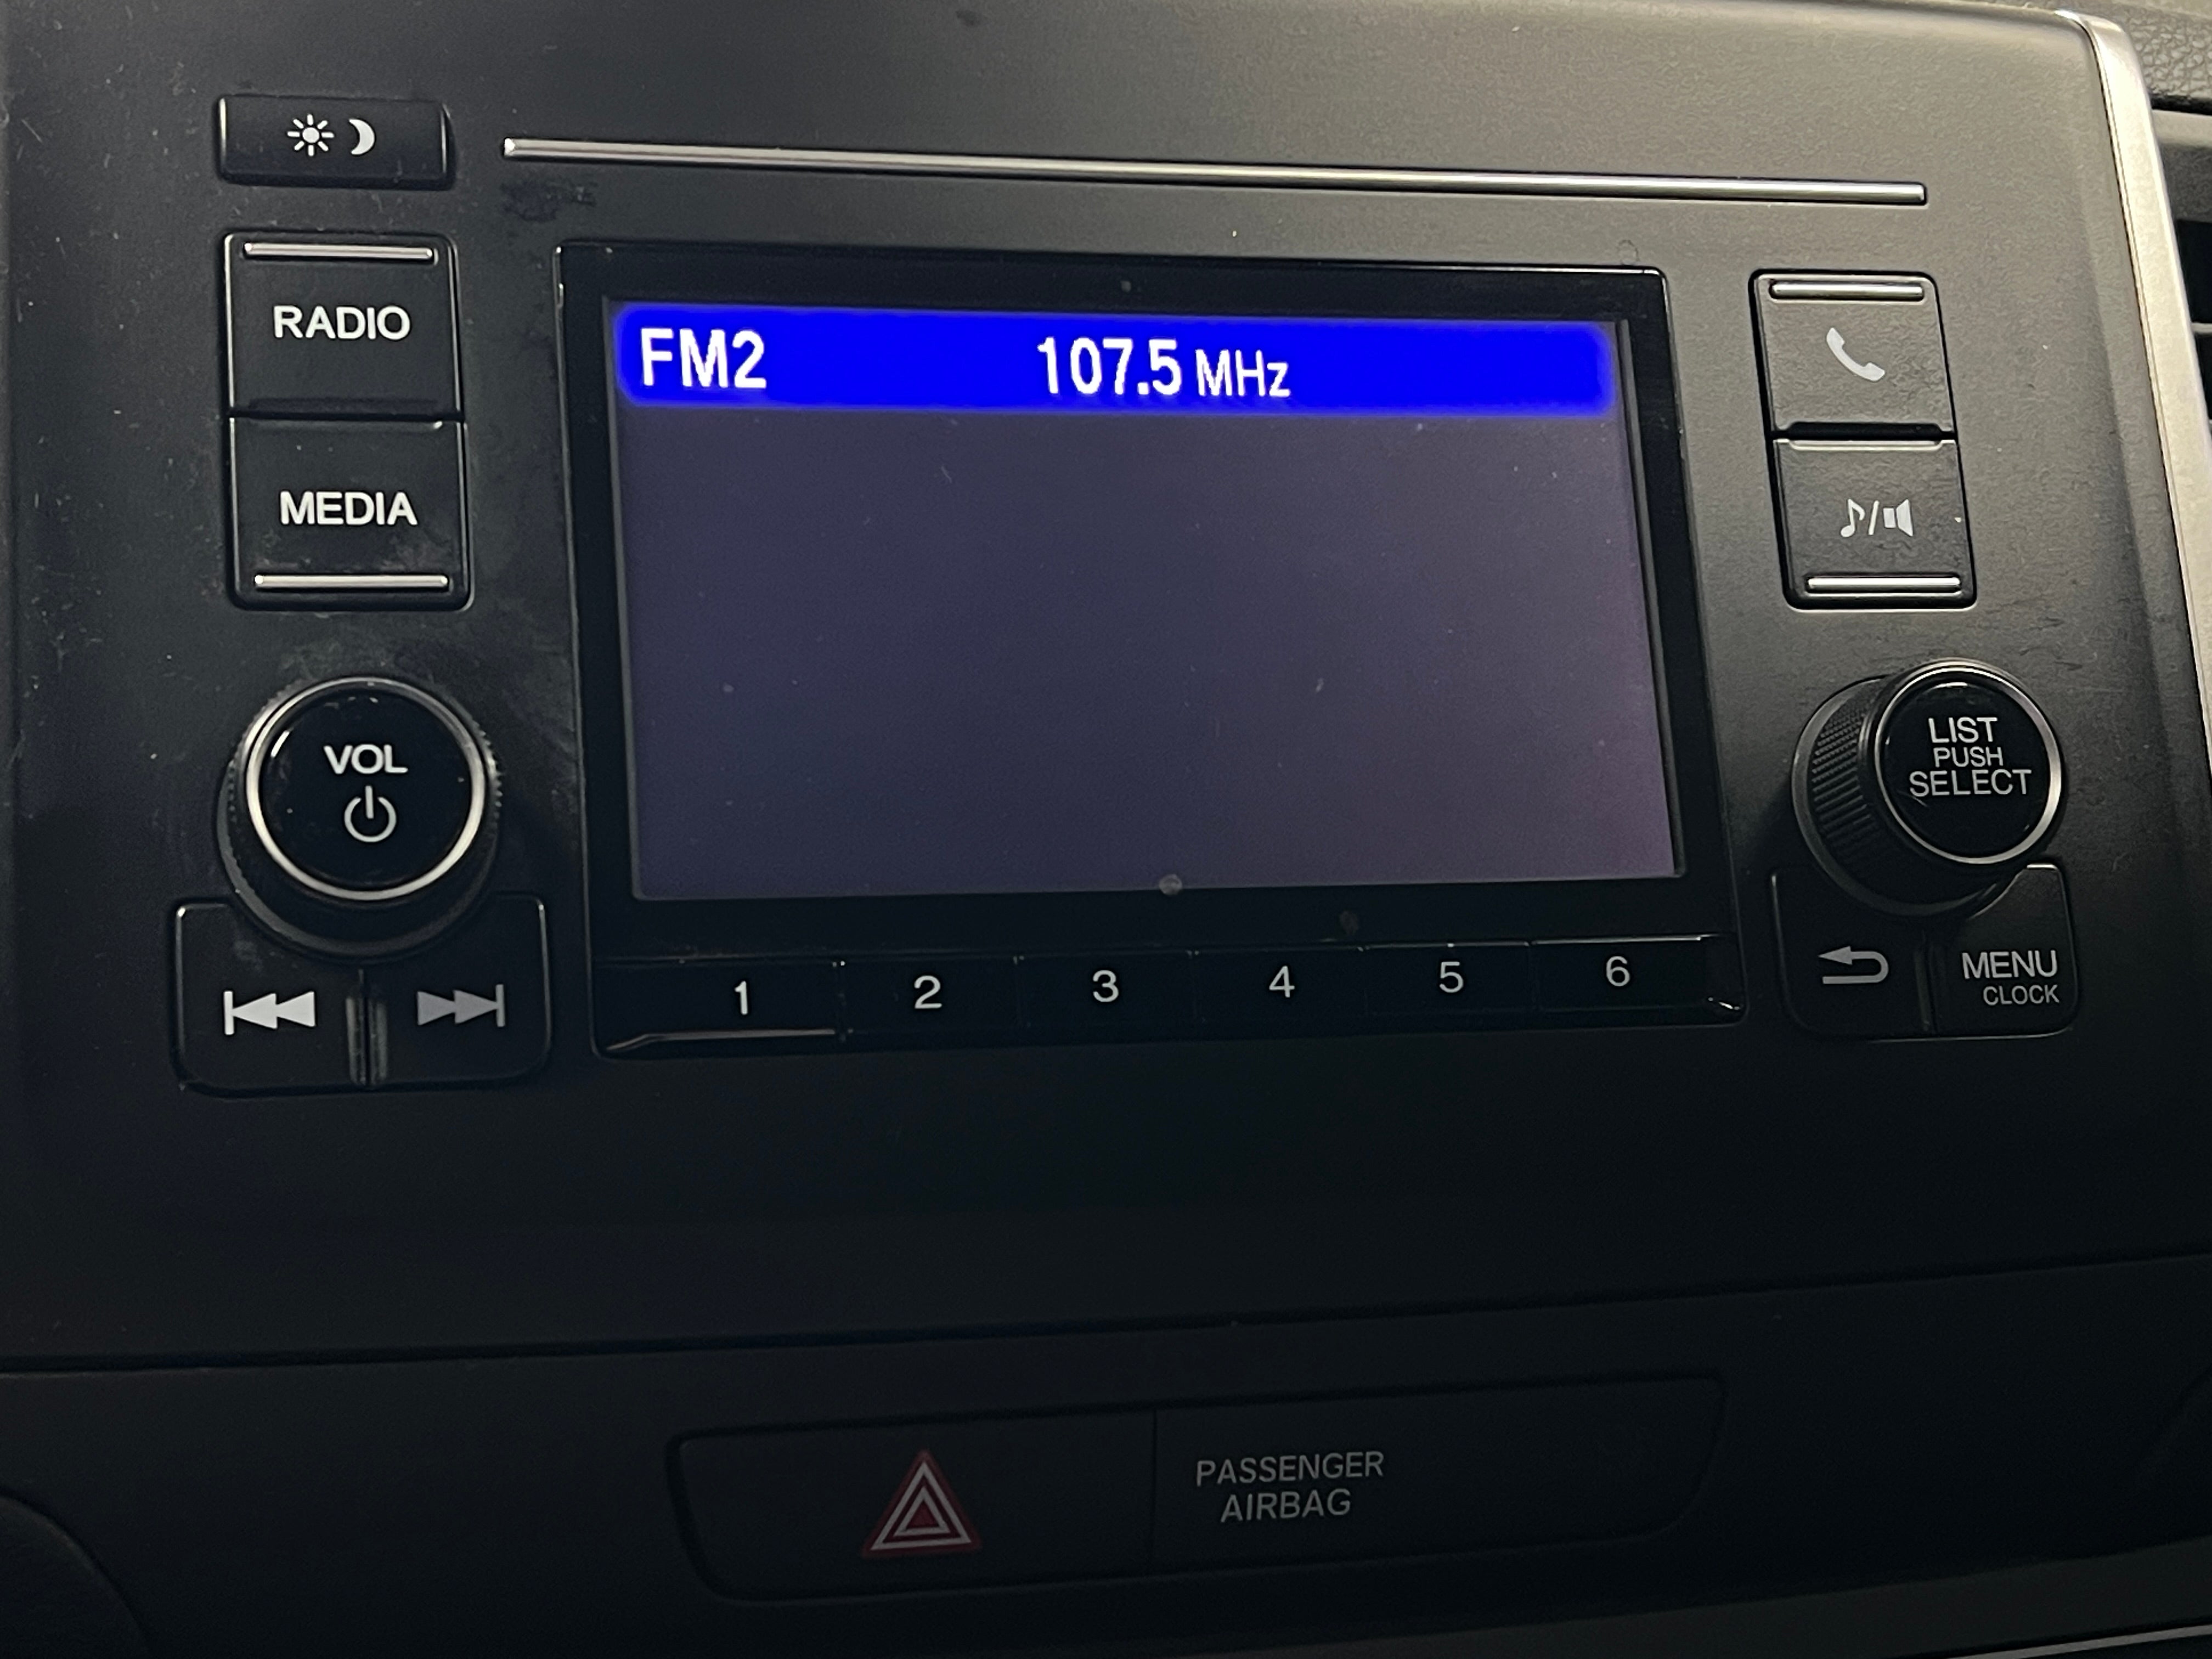 RADIO
MEDIA
FM2 107.5 MHz
VOL
LIST
PUSH
SELECT
1 2 3 4 5 6
MENU
CLOCK
PASSENGER
AIRBAG